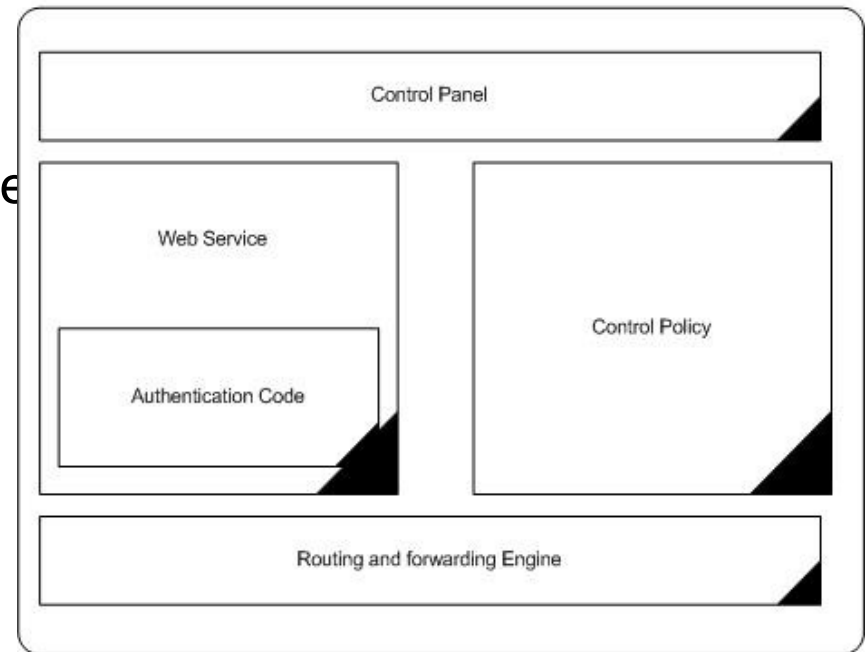 Control Panel
e
Web Service
Control Policy
Authentication Code
Routing and forwarding Engine